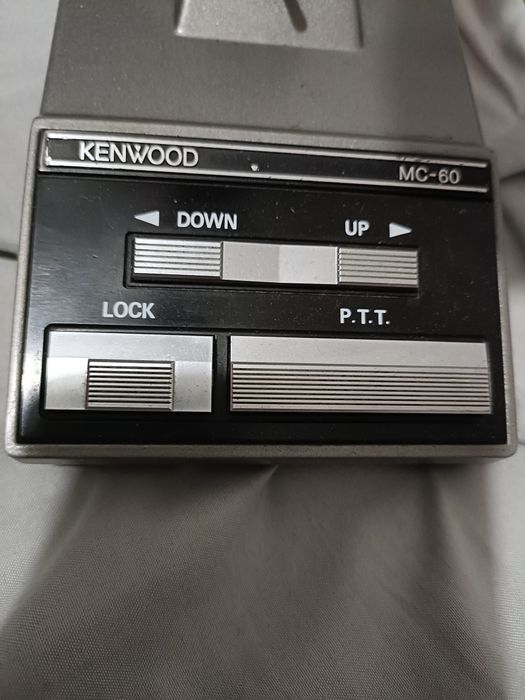 KENWOOD MC-60
◀ DOWN UP ▶
LOCK P.T.T.